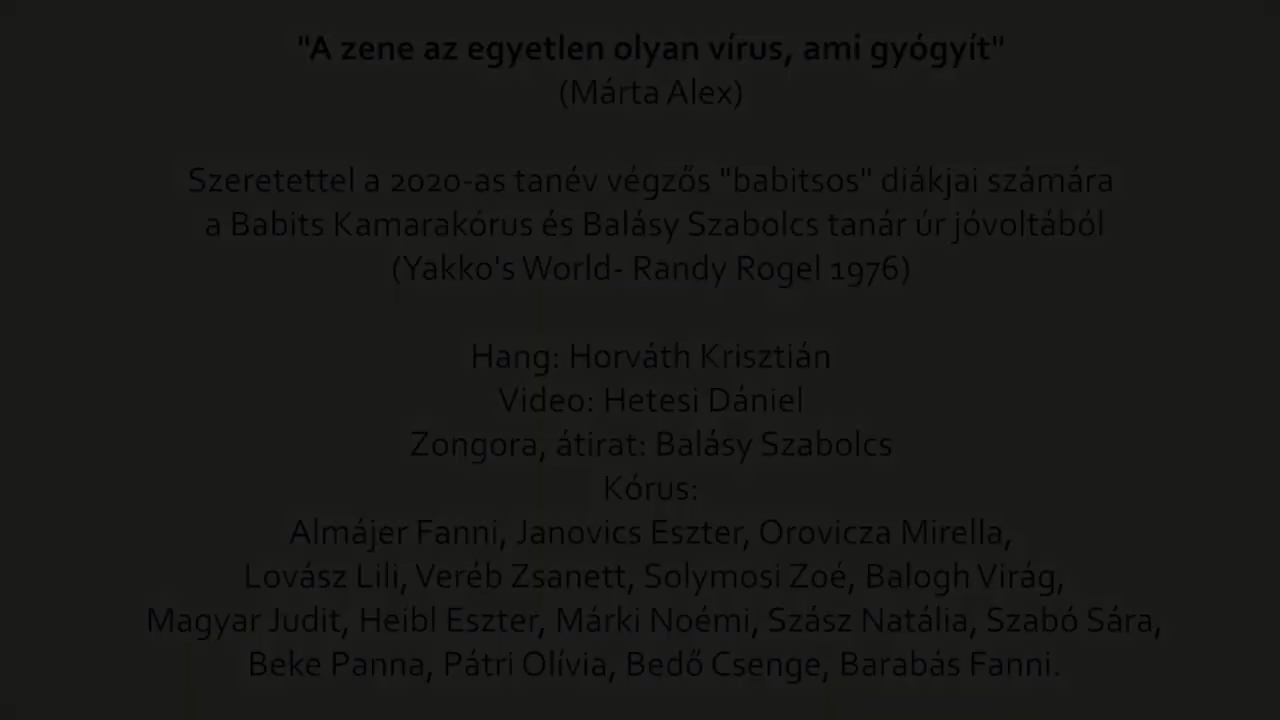 "A zene az egyetlen olyan vírus, ami gyógyít"
(Márta Alex)
Szeretettel a 2020-as tanév végzős "babitsos" diákjai számára
a Babits Kamarakórus és Balásy Szabolcs tanár úr jóvoltából
(Yakko's World- Randy Rogel 1976)
Hang: Horváth Krisztián
Video: Hetesi Dániel
Zongora, átirat: Balásy Szabolcs
Kórus:
Almájer Fanni, Janovics Eszter, Orovicza Mirella,
Lovász Lili, Veréb Zsanett, Solymosi Zoé, Balogh Virág,
Magyar Judit, Heibl Eszter, Márki Noémi, Szász Natália, Szabó Sára,
Beke Panna, Pátri Olívia, Bedő Csenge, Barabás Fanni.